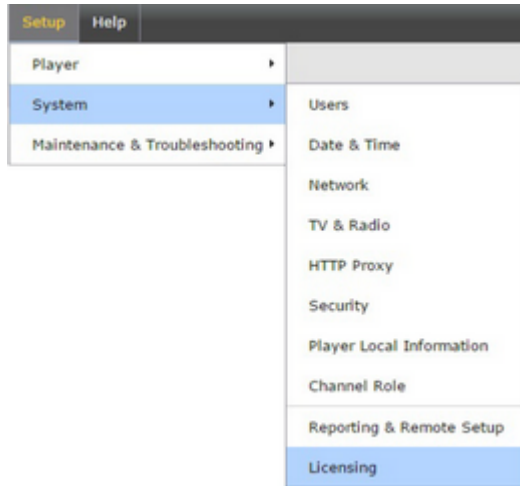 Setup Help
Player
System
Maintenance & Troubleshooting
Users
Date & Time
Network
TV & Radio
HTTP Proxy
Security
Player Local Information
Channel Role
Reporting & Remote Setup
Licensing